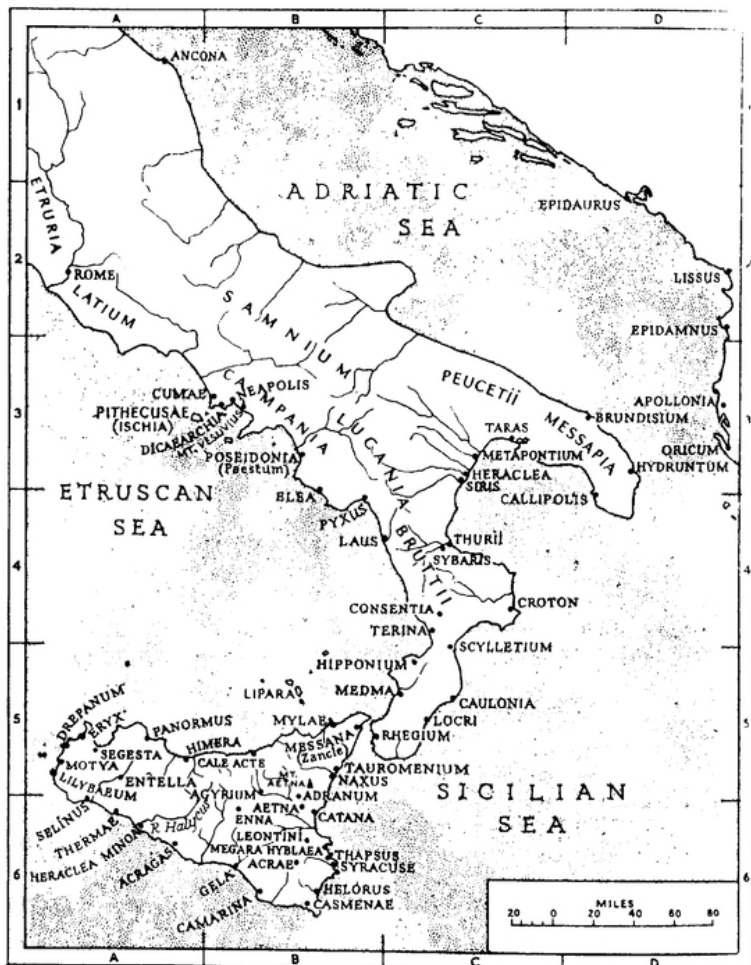 A B C D
1
ANCONA
ADRIATIC
SEA
EPIDAURUS
ETRURIA
2
ROME
LATIUM
SAMNIUM
LISSUS
EPIDAMNUS
3
CUMAE
NEAPOLIS
PITHECUSAE
(ISCHIA)
DICAEARCHIA
MT. VESUVIUS
CAMPANIA
PEUCETII
MESSAPIA
APOLLONIA
BRUNDISIUM
TARAS
POSEIDONIA
(Paestum)
LUCANIA
METAPONTIUM
ORICUM
HYDRUNTUM
HERACLEA
SIRIS
CALLIPOLIS
ETRUSCAN
SEA
ELEA
PYXUS
LAUS
BRUTTII
THURII
SYBARIS
4
4
CONSENTIA
CROTON
TERINA
SCYLLETIUM
HIPPONIUM
LIPARA
MEDMA
CAULONIA
5
5
DREPANUM
ERYX
PANORMUS
HIMERA
MYLAE
LOCRI
MESSANA
(Zancle)
RHEGIUM
SEGESTA
MOTYA
CALE ACTE
TAUROMENIUM
LILYBAEUM
ENTELLA
MT.
AETNA
NAXUS
AGYRIUM
ADRANUM
SICILIAN
SEA
SELINUS
AETNA
ENNA
CATANA
THERMAE
R. Halycus
LEONTINI
HERACLEA MINOA
MEGARA HYBLAEA
THAPSUS
ACRAGAS
ACRAE
SYRACUSE
6
6
GELA
HELORUS
CAMARINA
CASMENAE
MILES
20 0 20 40 60
A B C D